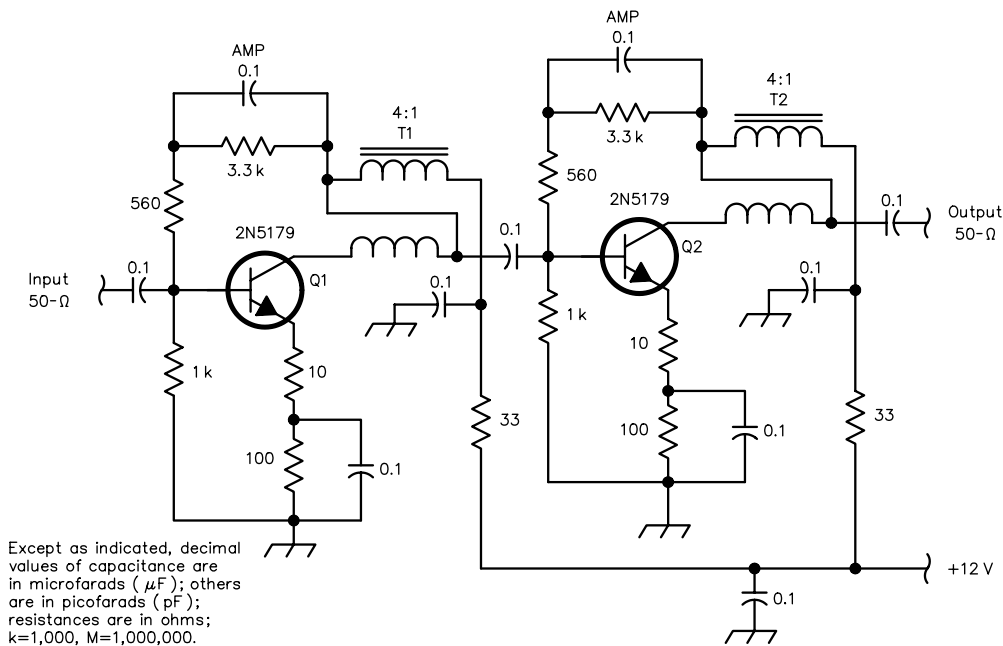 AMP
0.1
4:1
T1
3.3 k
560
2N5179
Q1
Input
50-Ω
0.1
1 k
10
100
0.1
0.1
0.1
33
AMP
0.1
4:1
T2
3.3 k
560
2N5179
Q2
0.1
Output
50-Ω
0.1
1 k
10
100
0.1
33
+12 V
0.1
Except as indicated, decimal
values of capacitance are
in microfarads ( μF ); others
are in picofarads ( pF );
resistances are in ohms;
k=1,000, M=1,000,000.